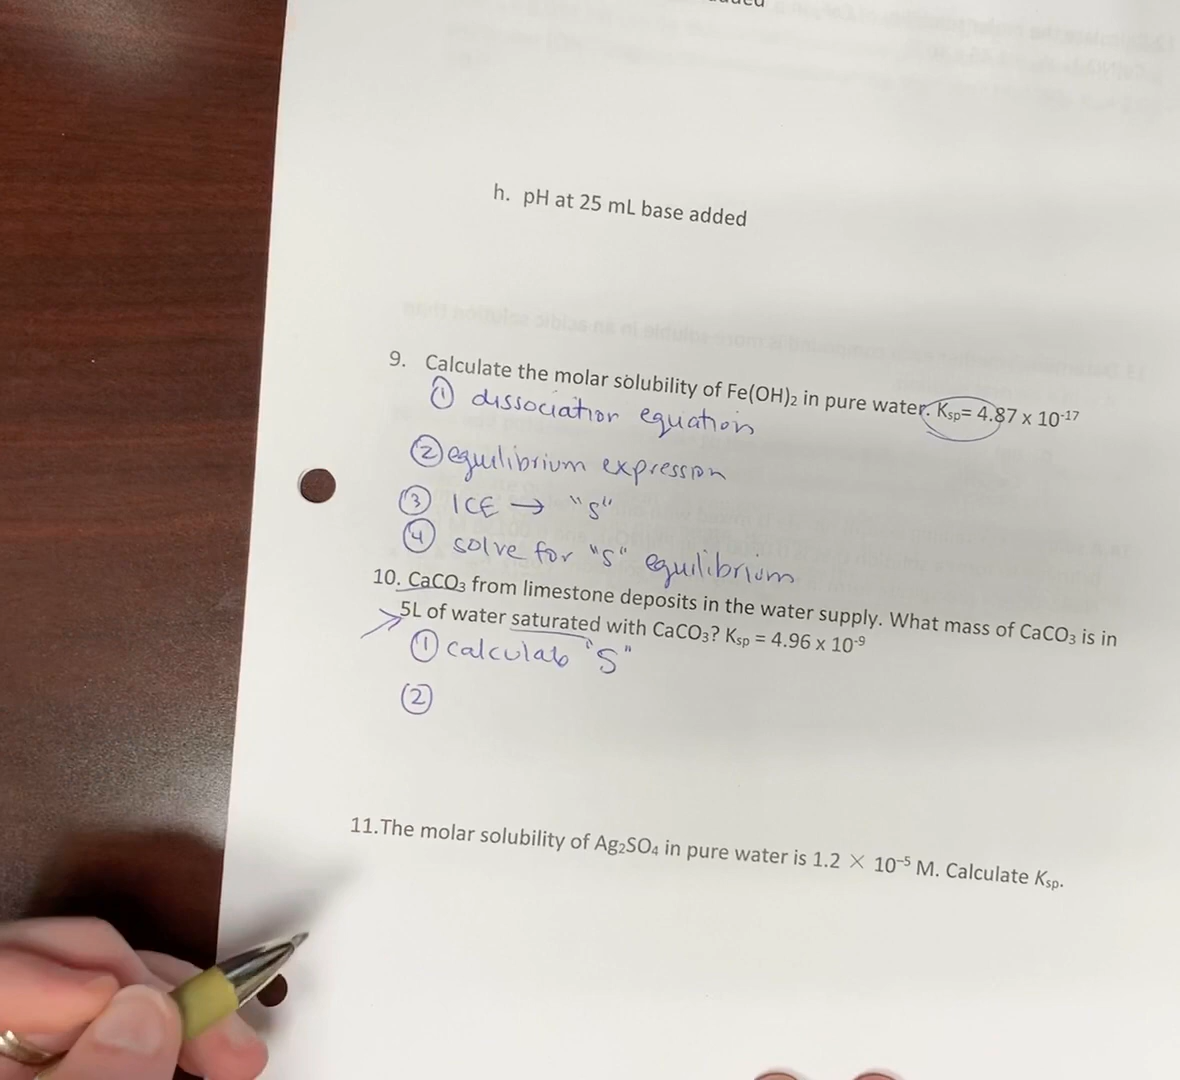 h. pH at 25 mL base added
9. Calculate the molar solubility of Fe(OH)₂ in pure water. Ksp= 4.87 x 10⁻¹⁷
① dissociation equation
② equilibrium expression
③ ICE → "s"
④ solve for "s" equilibrium
10. CaCO₃ from limestone deposits in the water supply. What mass of CaCO₃ is in
5L of water saturated with CaCO₃? Ksp = 4.96 x 10⁻⁹
① calculate "S"
②
11.The molar solubility of Ag₂SO₄ in pure water is 1.2 × 10⁻⁵ M. Calculate Ksp.